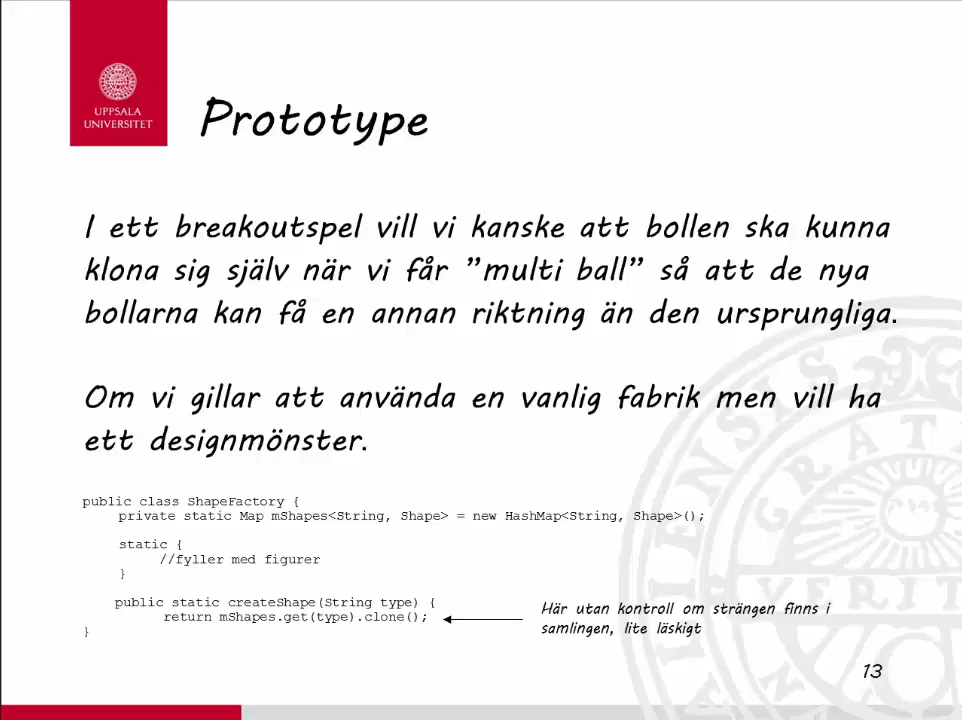 UPPSALA
UNIVERSITET
Prototype
I ett breakoutspel vill vi kanske att bollen ska kunna
klona sig själv när vi får ”multi ball” så att de nya
bollarna kan få en annan riktning än den ursprungliga.
Om vi gillar att använda en vanlig fabrik men vill ha
ett designmönster.
public class ShapeFactory {
private static Map mShapes<String, Shape> = new HashMap<String, Shape>();
static {
//fyller med figurer
}
public static createShape(String type) {
return mShapes.get(type).clone();
}
Här utan kontroll om strängen finns i
samlingen, lite läskigt
13